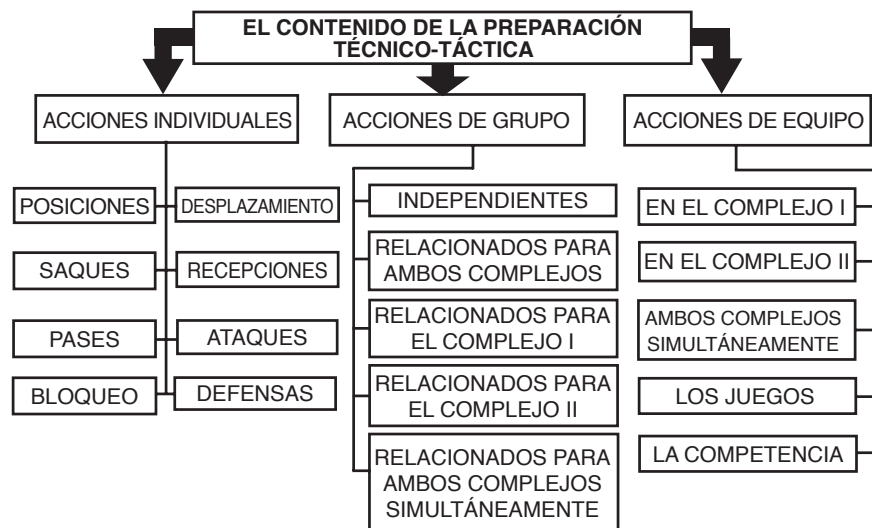 EL CONTENIDO DE LA PREPARACIÓN
TÉCNICO-TÁCTICA
ACCIONES INDIVIDUALES
POSICIONES
DESPLAZAMIENTO
SAQUES
RECEPCIONES
PASES
ATAQUES
BLOQUEO
DEFENSAS
ACCIONES DE GRUPO
INDEPENDIENTES
RELACIONADOS PARA
AMBOS COMPLEJOS
RELACIONADOS PARA
EL COMPLEJO I
RELACIONADOS PARA
EL COMPLEJO II
RELACIONADOS PARA
AMBOS COMPLEJOS
SIMULTÁNEAMENTE
ACCIONES DE EQUIPO
EN EL COMPLEJO I
EN EL COMPLEJO II
AMBOS COMPLEJOS
SIMULTÁNEAMENTE
LOS JUEGOS
LA COMPETENCIA